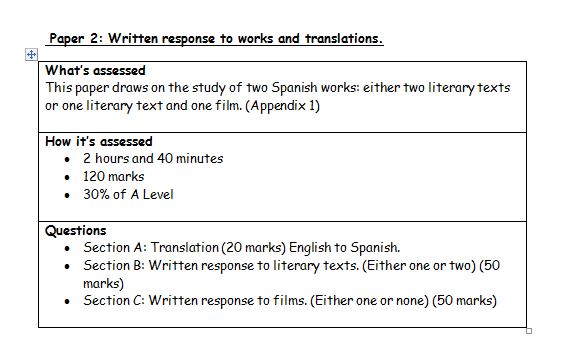 Paper 2: Written response to works and translations.
What's assessed
This paper draws on the study of two Spanish works: either two literary texts
or one literary text and one film. (Appendix 1)
How it's assessed
• 2 hours and 40 minutes
• 120 marks
• 30% of A Level
Questions
• Section A: Translation (20 marks) English to Spanish.
• Section B: Written response to literary texts. (Either one or two) (50
marks)
• Section C: Written response to films. (Either one or none) (50 marks)